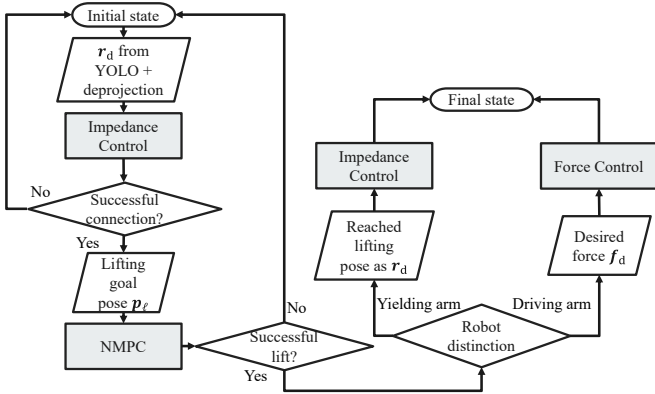 Initial state
r_d from
YOLO +
deprojection
Impedance
Control
No
Successful
connection?
Yes
Lifting
goal
pose p_ℓ
NMPC
No
Successful
lift?
Yes
Final state
Impedance
Control
Force Control
Reached
lifting
pose as r_d
Desired
force f_d
Yielding arm
Driving arm
Robot
distinction